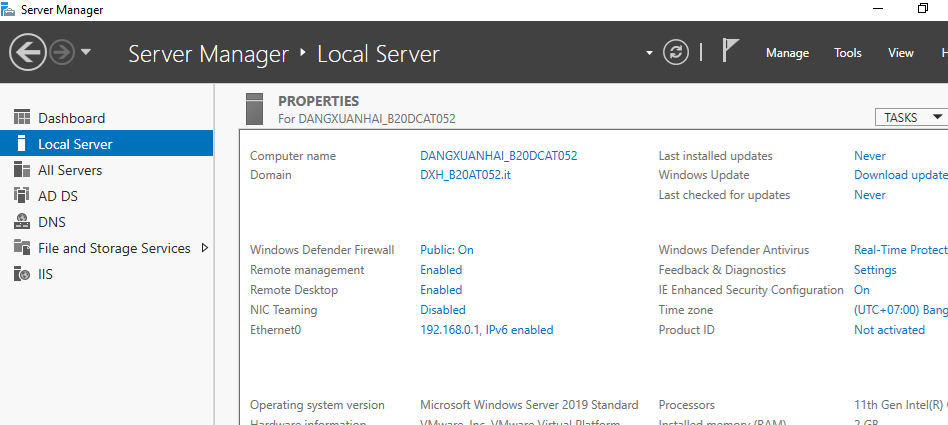 Server Manager
Server Manager ‣ Local Server
Manage Tools View H
Dashboard
Local Server
All Servers
AD DS
DNS
File and Storage Services
IIS
PROPERTIES
For DANGXUANHAI_B20DCAT052
TASKS
Computer name DANGXUANHAI_B20DCAT052
Domain DXH_B20AT052.it
Last installed updates Never
Windows Update Download update
Last checked for updates Never
Windows Defender Firewall Public: On
Remote management Enabled
Remote Desktop Enabled
NIC Teaming Disabled
Ethernet0 192.168.0.1, IPv6 enabled
Windows Defender Antivirus Real-Time Protect
Feedback & Diagnostics Settings
IE Enhanced Security Configuration On
Time zone (UTC+07:00) Bang
Product ID Not activated
Operating system version Microsoft Windows Server 2019 Standard
Hardware information VMware, Inc. VMware Virtual Platform
Processors 11th Gen Intel(R)
Installed memory (RAM) 2 GB